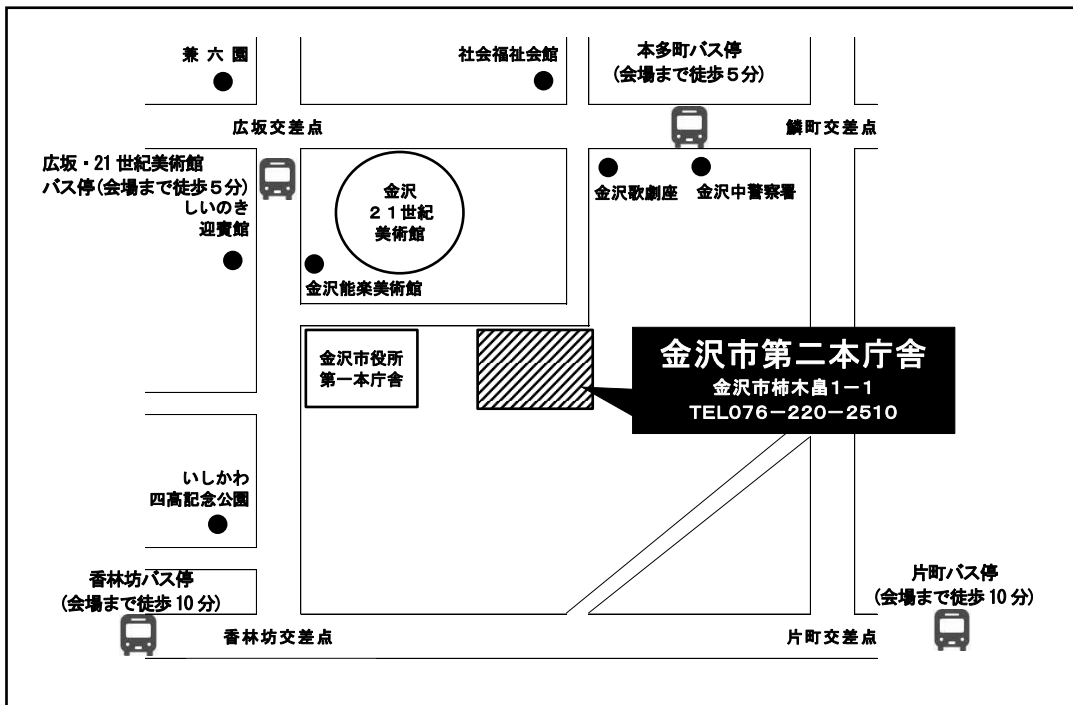 兼六園
社会福祉会館
本多町バス停
(会場まで徒歩5分)
広坂交差点
鱗町交差点
広坂・21世紀美術館
バス停(会場まで徒歩5分)
しいのき
迎賓館
金沢
21世紀
美術館
金沢歌劇座
金沢中警察署
金沢能楽美術館
金沢市役所
第一本庁舎
金沢市第二本庁舎
金沢市柿木畠1-1
TEL076-220-2510
いしかわ
四高記念公園
香林坊バス停
(会場まで徒歩10分)
片町バス停
(会場まで徒歩10分)
香林坊交差点
片町交差点